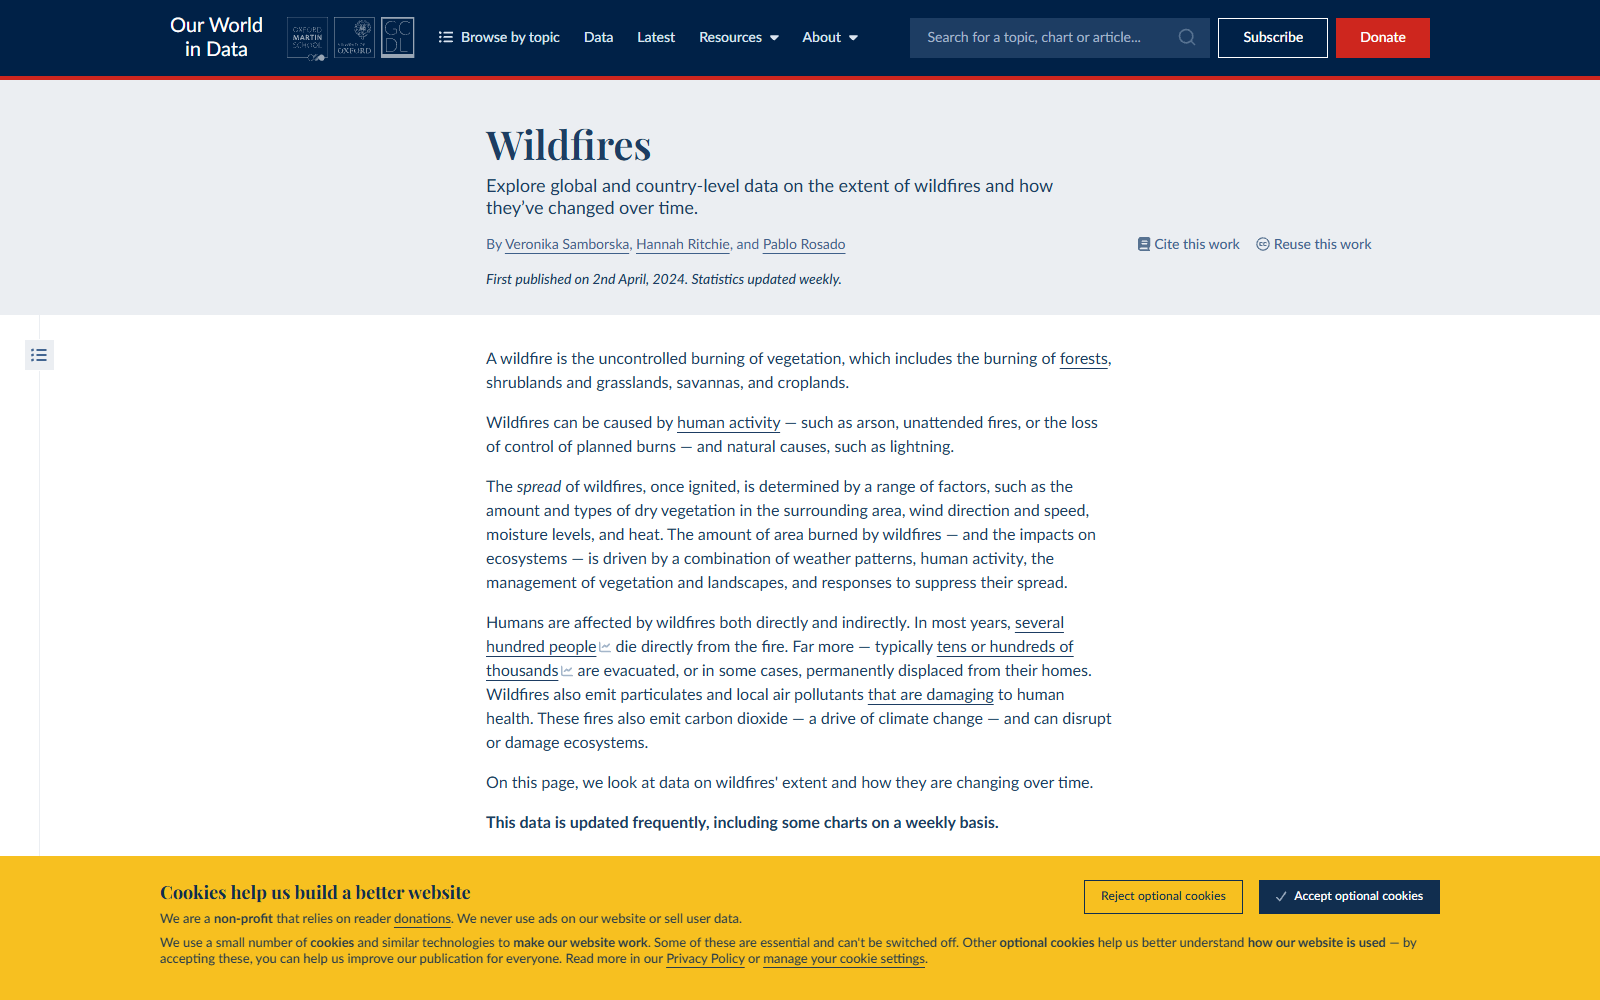 Our World
in Data
OXFORD
MARTIN
SCHOOL
UNIVERSITY OF
OXFORD
GC
DL
Browse by topic
Data
Latest
Resources
About
Search for a topic, chart or article...
Subscribe
Donate
Wildfires
Explore global and country-level data on the extent of wildfires and how
they've changed over time.
By Veronika Samborska, Hannah Ritchie, and Pablo Rosado
Cite this work
Reuse this work
First published on 2nd April, 2024. Statistics updated weekly.
A wildfire is the uncontrolled burning of vegetation, which includes the burning of forests,
shrublands and grasslands, savannas, and croplands.
Wildfires can be caused by human activity — such as arson, unattended fires, or the loss
of control of planned burns — and natural causes, such as lightning.
The spread of wildfires, once ignited, is determined by a range of factors, such as the
amount and types of dry vegetation in the surrounding area, wind direction and speed,
moisture levels, and heat. The amount of area burned by wildfires — and the impacts on
ecosystems — is driven by a combination of weather patterns, human activity, the
management of vegetation and landscapes, and responses to suppress their spread.
Humans are affected by wildfires both directly and indirectly. In most years, several
hundred people die directly from the fire. Far more — typically tens or hundreds of
thousands are evacuated, or in some cases, permanently displaced from their homes.
Wildfires also emit particulates and local air pollutants that are damaging to human
health. These fires also emit carbon dioxide — a drive of climate change — and can disrupt
or damage ecosystems.
On this page, we look at data on wildfires' extent and how they are changing over time.
This data is updated frequently, including some charts on a weekly basis.
Cookies help us build a better website
We are a non-profit that relies on reader donations. We never use ads on our website or sell user data.
We use a small number of cookies and similar technologies to make our website work. Some of these are essential and can't be switched off. Other optional cookies help us better understand how our website is used — by
accepting these, you can help us improve our publication for everyone. Read more in our Privacy Policy or manage your cookie settings.
Reject optional cookies
Accept optional cookies